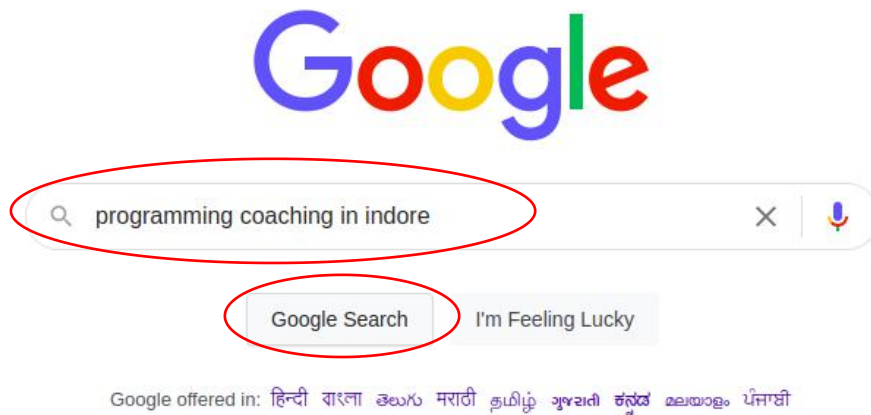 Google
programming coaching in indore
Google Search I'm Feeling Lucky
Google offered in: हिन्दी বাংলা తెలుగు मराठी தமிழ் ગુજરાતી ಕನ್ನಡ മലയാളം ਪੰਜਾਬੀ